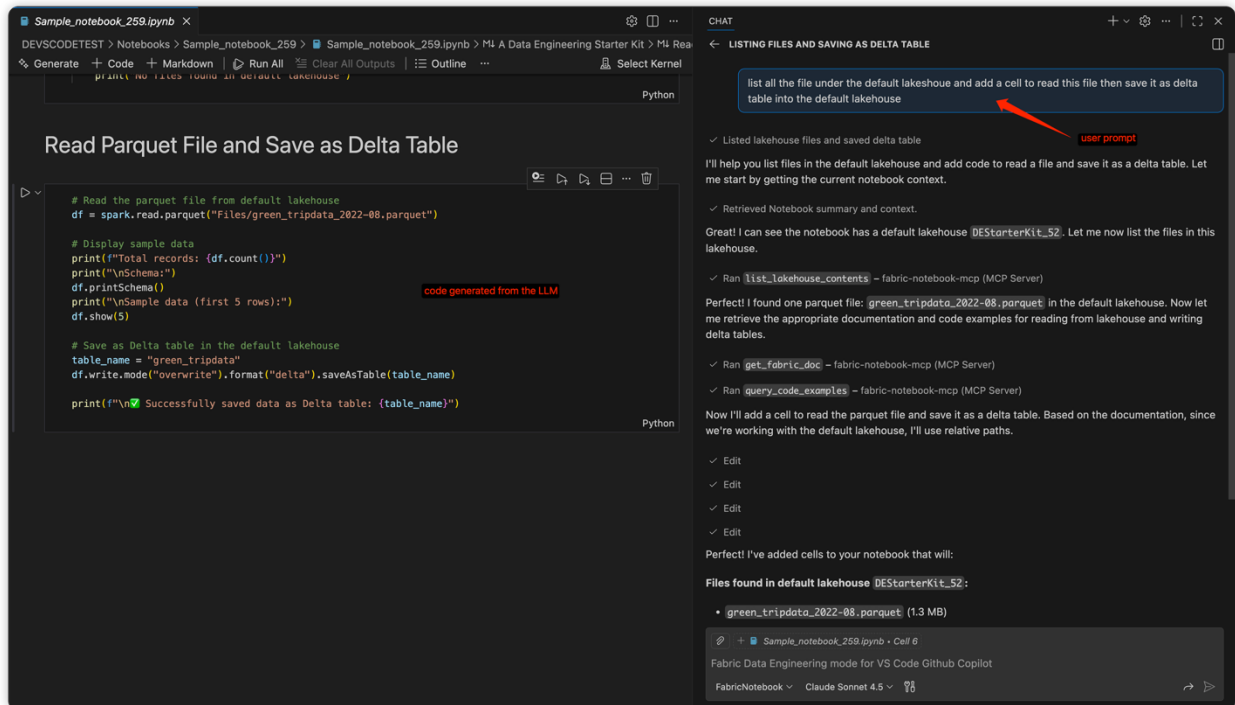 Sample_notebook_259.ipynb
DEVSCODETEST > Notebooks > Sample_notebook_259 > Sample_notebook_259.ipynb > M↓ A Data Engineering Starter Kit > M↓ Rea
Generate + Code + Markdown | Run All Clear All Outputs | Outline ... Select Kernel
print("No files found in default lakehouse")
Python
Read Parquet File and Save as Delta Table
# Read the parquet file from default lakehouse
df = spark.read.parquet("Files/green_tripdata_2022-08.parquet")
# Display sample data
print(f"Total records: {df.count()}")
print("\nSchema:")
df.printSchema()
print("\nSample data (first 5 rows):")
df.show(5)
code generated from the LLM
# Save as Delta table in the default lakehouse
table_name = "green_tripdata"
df.write.mode("overwrite").format("delta").saveAsTable(table_name)
print(f"\n✅ Successfully saved data as Delta table: {table_name}")
Python
CHAT
LISTING FILES AND SAVING AS DELTA TABLE
list all the file under the default lakeshoue and add a cell to read this file then save it as delta
table into the default lakehouse
user prompt
Listed lakehouse files and saved delta table
I'll help you list files in the default lakehouse and add code to read a file and save it as a delta table. Let
me start by getting the current notebook context.
Retrieved Notebook summary and context.
Great! I can see the notebook has a default lakehouse DEStarterKit_52. Let me now list the files in this
lakehouse.
Ran list_lakehouse_contents – fabric-notebook-mcp (MCP Server)
Perfect! I found one parquet file: green_tripdata_2022-08.parquet in the default lakehouse. Now let
me retrieve the appropriate documentation and code examples for reading from lakehouse and writing
delta tables.
Ran get_fabric_doc – fabric-notebook-mcp (MCP Server)
Ran query_code_examples – fabric-notebook-mcp (MCP Server)
Now I'll add a cell to read the parquet file and save it as a delta table. Based on the documentation, since
we're working with the default lakehouse, I'll use relative paths.
Edit
Edit
Edit
Edit
Perfect! I've added cells to your notebook that will:
Files found in default lakehouse DEStarterKit_52:
• green_tripdata_2022-08.parquet (1.3 MB)
+ Sample_notebook_259.ipynb • Cell 6
Fabric Data Engineering mode for VS Code Github Copilot
FabricNotebook Claude Sonnet 4.5